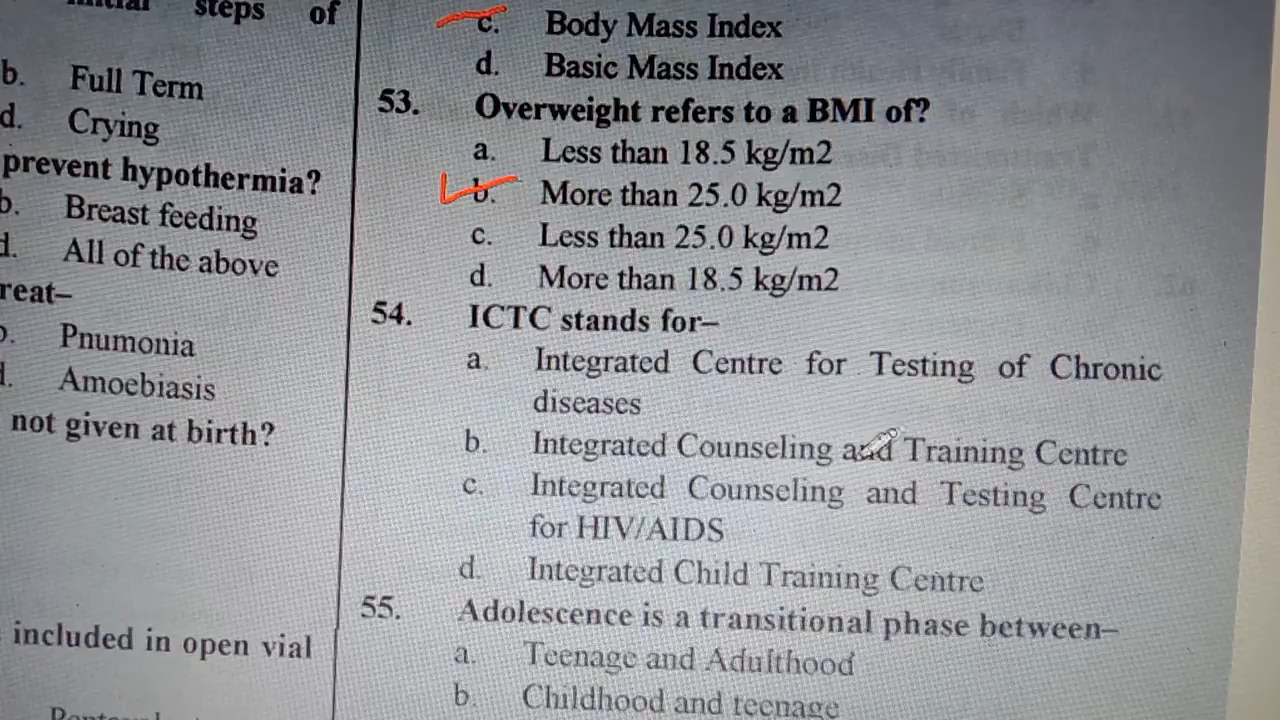 steps of
b. Full Term
d. Crying
prevent hypothermia?
b. Breast feeding
d. All of the above
reat–
Pnumonia
Amoebiasis
not given at birth?
included in open vial
c. Body Mass Index
d. Basic Mass Index
53. Overweight refers to a BMI of?
a. Less than 18.5 kg/m2
b. More than 25.0 kg/m2
c. Less than 25.0 kg/m2
d. More than 18.5 kg/m2
54. ICTC stands for–
a. Integrated Centre for Testing of Chronic
diseases
b. Integrated Counseling and Training Centre
c. Integrated Counseling and Testing Centre
for HIV/AIDS
d. Integrated Child Training Centre
55. Adolescence is a transitional phase between–
a. Teenage and Adulthood
b. Childhood and teenage